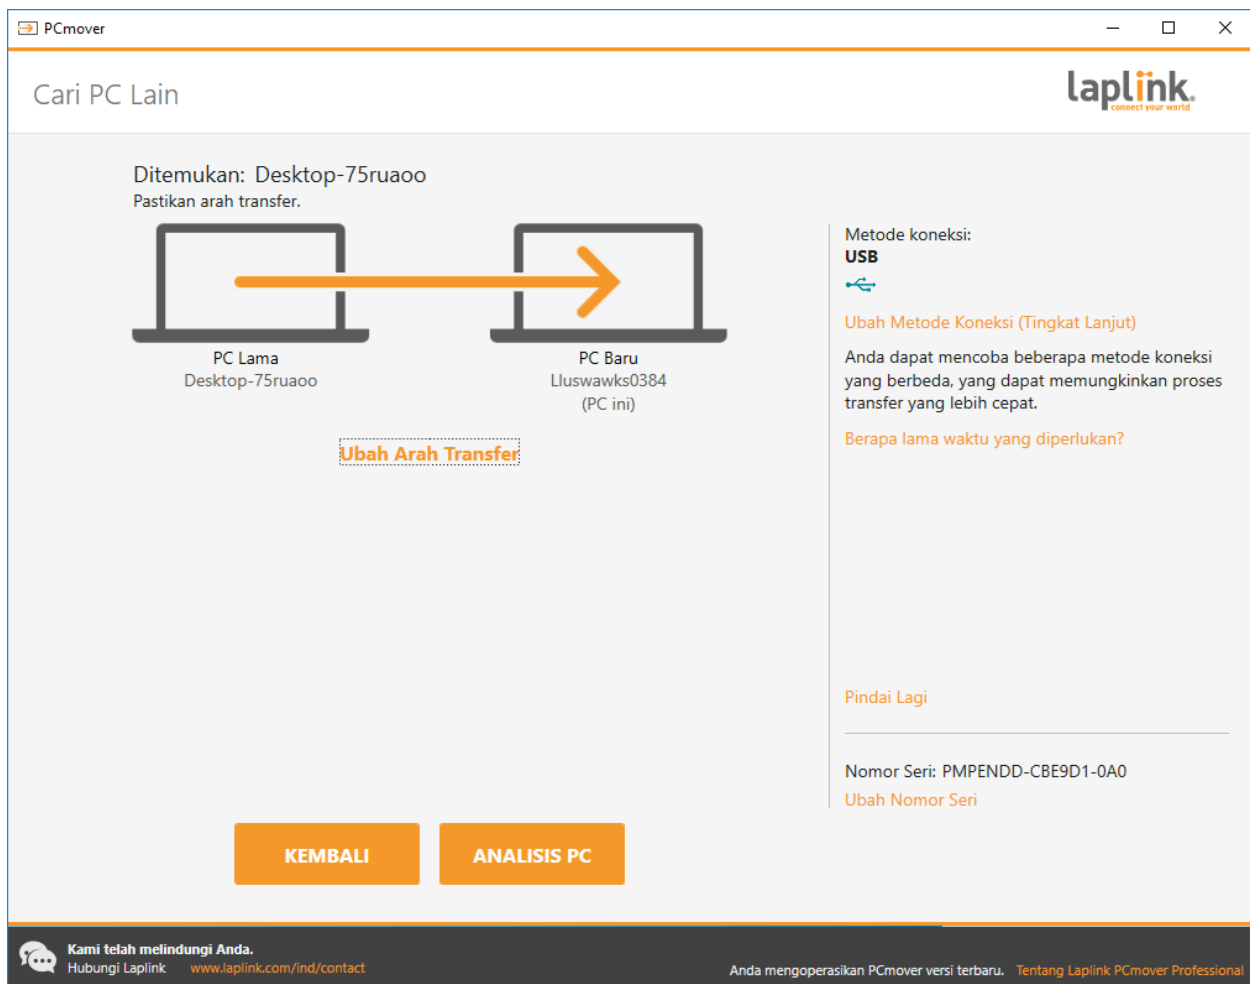 PCmover
Cari PC Lain
laplink.
connect your world
Ditemukan: Desktop-75ruaoo
Pastikan arah transfer.
PC Lama
Desktop-75ruaoo
PC Baru
Lluswawks0384
(PC ini)
Ubah Arah Transfer
Metode koneksi:
USB
Ubah Metode Koneksi (Tingkat Lanjut)
Anda dapat mencoba beberapa metode koneksi
yang berbeda, yang dapat memungkinkan proses
transfer yang lebih cepat.
Berapa lama waktu yang diperlukan?
Pindai Lagi
Nomor Seri: PMPENDD-CBE9D1-0A0
Ubah Nomor Seri
KEMBALI
ANALISIS PC
Kami telah melindungi Anda.
Hubungi Laplink www.laplink.com/ind/contact
Anda mengoperasikan PCmover versi terbaru. Tentang Laplink PCmover Professional